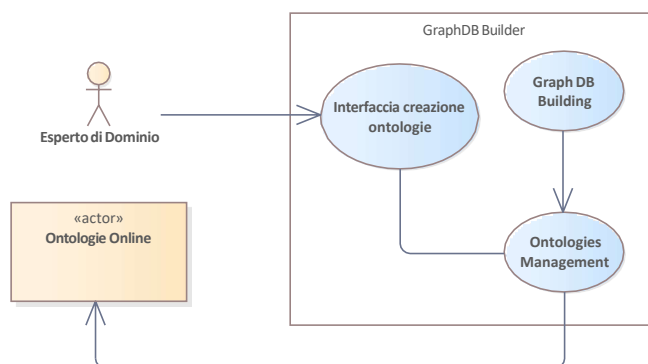 GraphDB Builder
Interfaccia creazione
ontologie
Graph DB
Building
Esperto di Dominio
«actor»
Ontologie Online
Ontologies
Management